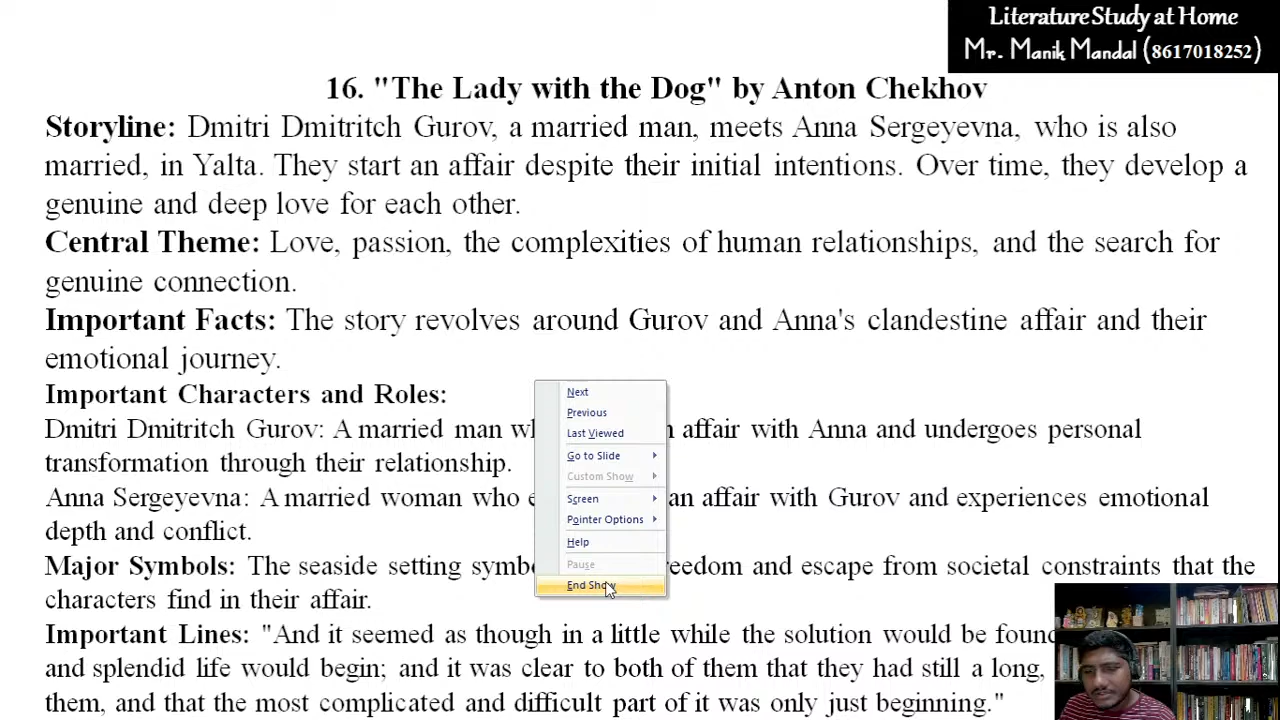 Literature Study at Home
Mr. Manik Mandal (8617018252)
16. "The Lady with the Dog" by Anton Chekhov
Storyline: Dmitri Dmitritch Gurov, a married man, meets Anna Sergeyevna, who is also
married, in Yalta. They start an affair despite their initial intentions. Over time, they develop a
genuine and deep love for each other.
Central Theme: Love, passion, the complexities of human relationships, and the search for
genuine connection.
Important Facts: The story revolves around Gurov and Anna's clandestine affair and their
emotional journey.
Important Characters and Roles:
Dmitri Dmitritch Gurov: A married man affair with Anna and undergoes personal
transformation through their relationship.
Anna Sergeyevna: A married woman who an affair with Gurov and experiences emotional
depth and conflict.
Major Symbols: The seaside setting and escape from societal constraints that the
characters find in their affair.
Important Lines: "And it seemed as though in a little while the solution would be found
and splendid life would begin; and it was clear to both of them that they had still a long,
them, and that the most complicated and difficult part of it was only just beginning."
Next
Previous
Last Viewed
Go to Slide
Custom Show
Screen
Pointer Options
Help
Pause
End Show